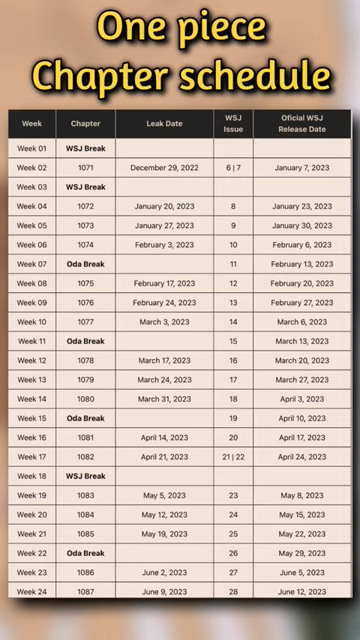 One piece
Chapter schedule
Week Chapter Leak Date WSJ Issue Oficial WSJ Release Date
Week 01 WSJ Break
Week 02 1071 December 29, 2022 6 | 7 January 7, 2023
Week 03 WSJ Break
Week 04 1072 January 20, 2023 8 January 23, 2023
Week 05 1073 January 27, 2023 9 January 30, 2023
Week 06 1074 February 3, 2023 10 February 6, 2023
Week 07 Oda Break 11 February 13, 2023
Week 08 1075 February 17, 2023 12 February 20, 2023
Week 09 1076 February 24, 2023 13 February 27, 2023
Week 10 1077 March 3, 2023 14 March 6, 2023
Week 11 Oda Break 15 March 13, 2023
Week 12 1078 March 17, 2023 16 March 20, 2023
Week 13 1079 March 24, 2023 17 March 27, 2023
Week 14 1080 March 31, 2023 18 April 3, 2023
Week 15 Oda Break 19 April 10, 2023
Week 16 1081 April 14, 2023 20 April 17, 2023
Week 17 1082 April 21, 2023 21 | 22 April 24, 2023
Week 18 WSJ Break
Week 19 1083 May 5, 2023 23 May 8, 2023
Week 20 1084 May 12, 2023 24 May 15, 2023
Week 21 1085 May 19, 2023 25 May 22, 2023
Week 22 Oda Break 26 May 29, 2023
Week 23 1086 June 2, 2023 27 June 5, 2023
Week 24 1087 June 9, 2023 28 June 12, 2023